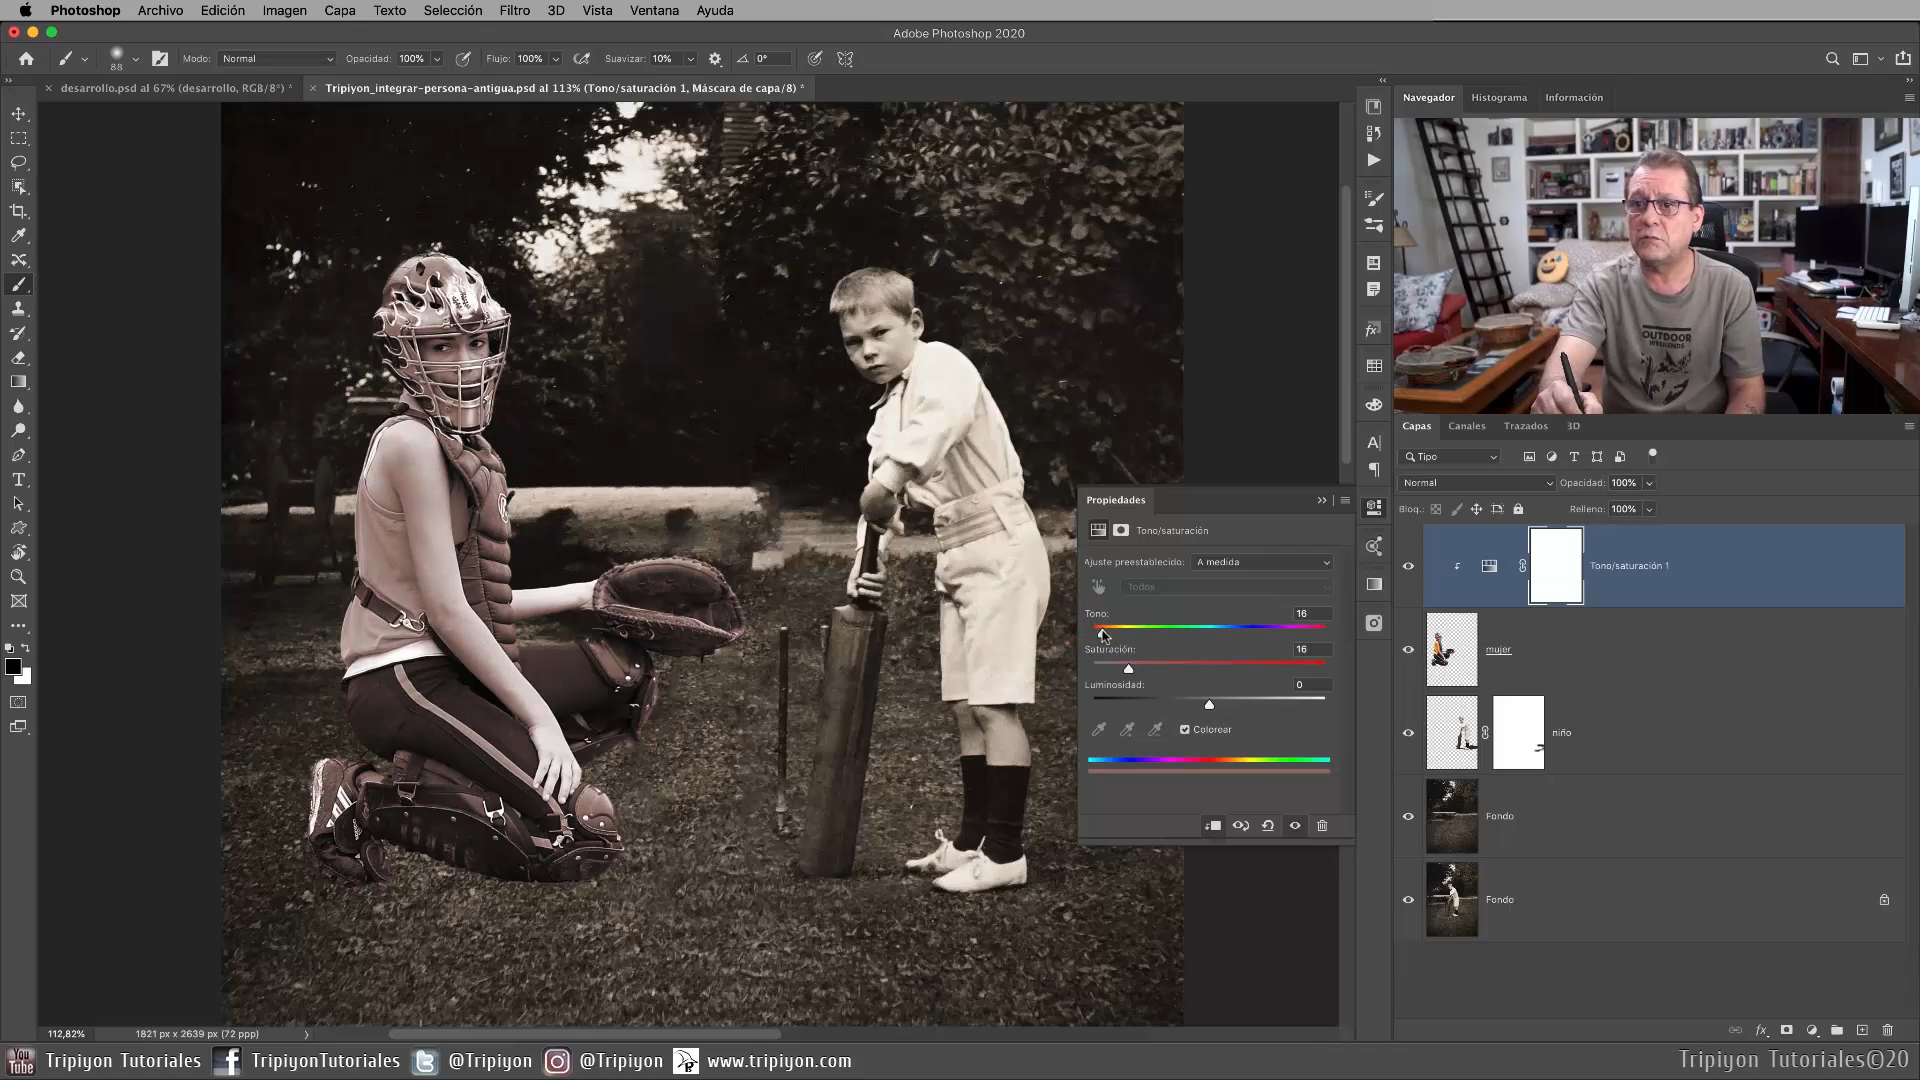 Photoshop Archivo Edición Imagen Capa Texto Selección Filtro 3D Vista Ventana Ayuda
Adobe Photoshop 2020
88 Modo: Normal Opacidad: 100% Flujo: 100% Suavizar: 10% 0°
desarrollo.psd al 67% (desarrollo, RGB/8*) *
Tripiyon_integrar-persona-antigua.psd al 113% (Tono/saturación 1, Máscara de capa/8) *
Navegador Histograma Información
OUTDOOR
Capas Canales Trazados 3D
Tipo
Normal Opacidad: 100%
Bloq.: Relleno: 100%
Propiedades
Tono/saturación
Ajuste preestablecido: A medida
Todos
Tono: 16
Saturación: 16
Luminosidad: 0
Colorear
Tono/saturación 1
mujer
niño
Fondo
Fondo
112,82% 1821 px x 2639 px (72 ppp)
You Tube Tripiyon Tutoriales TripiyonTutoriales @Tripiyon @Tripiyon www.tripiyon.com
Tripiyon Tutoriales©20